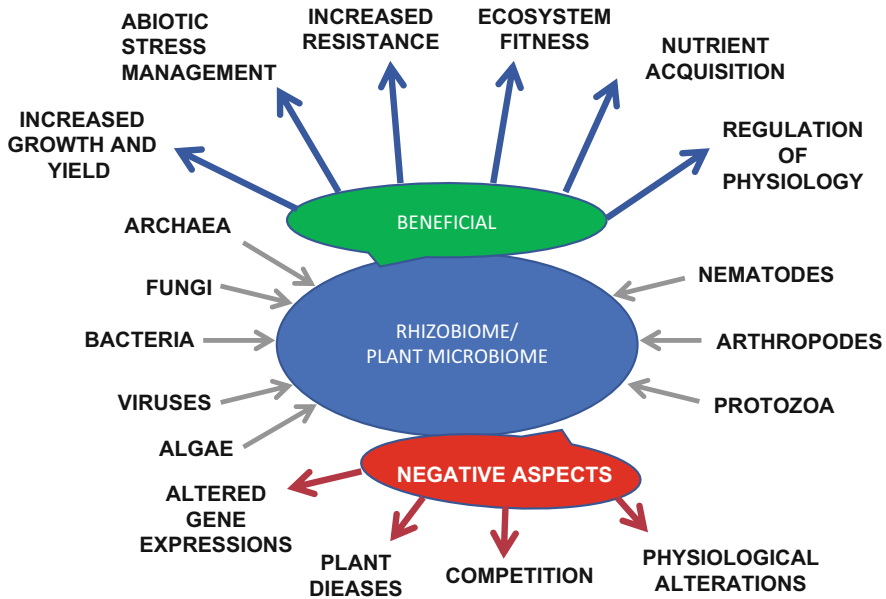 ABIOTIC
STRESS
MANAGEMENT
INCREASED
RESISTANCE
ECOSYSTEM
FITNESS
NUTRIENT
ACQUISITION
INCREASED
GROWTH AND
YIELD
REGULATION
OF
PHYSIOLOGY
BENEFICIAL
ARCHAEA
FUNGI
BACTERIA
VIRUSES
ALGAE
RHIZOBIOME/
PLANT MICROBIOME
NEMATODES
ARTHROPODES
PROTOZOA
NEGATIVE ASPECTS
ALTERED
GENE
EXPRESSIONS
PLANT
DIEASES
COMPETITION
PHYSIOLOGICAL
ALTERATIONS